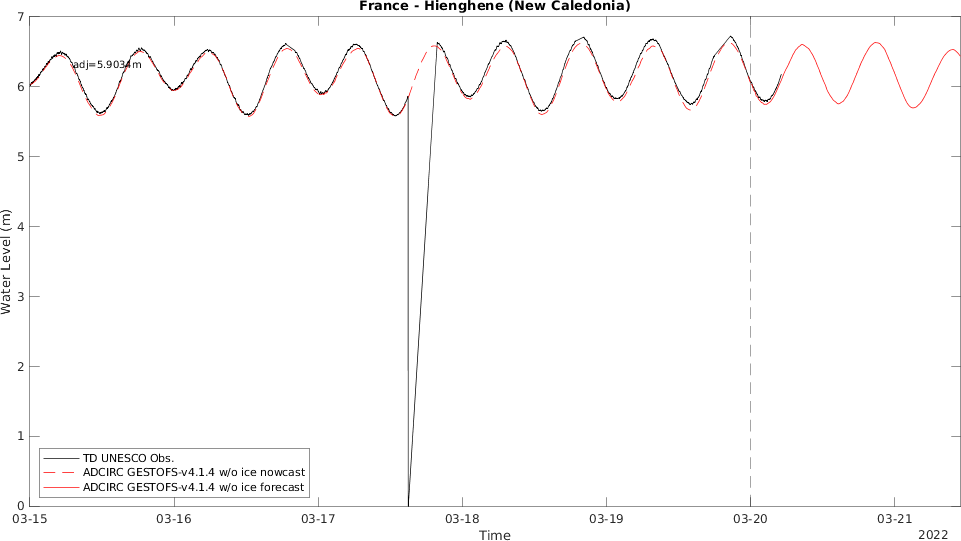 France - Hienghene (New Caledonia)
7
adj=5.9034m
6
5
4
3
2
1
0
Water Level (m)
TD UNESCO Obs.
ADCIRC GESTOFS-v4.1.4 w/o ice nowcast
ADCIRC GESTOFS-v4.1.4 w/o ice forecast
03-15 03-16 03-17 03-18 03-19 03-20 03-21
Time
2022